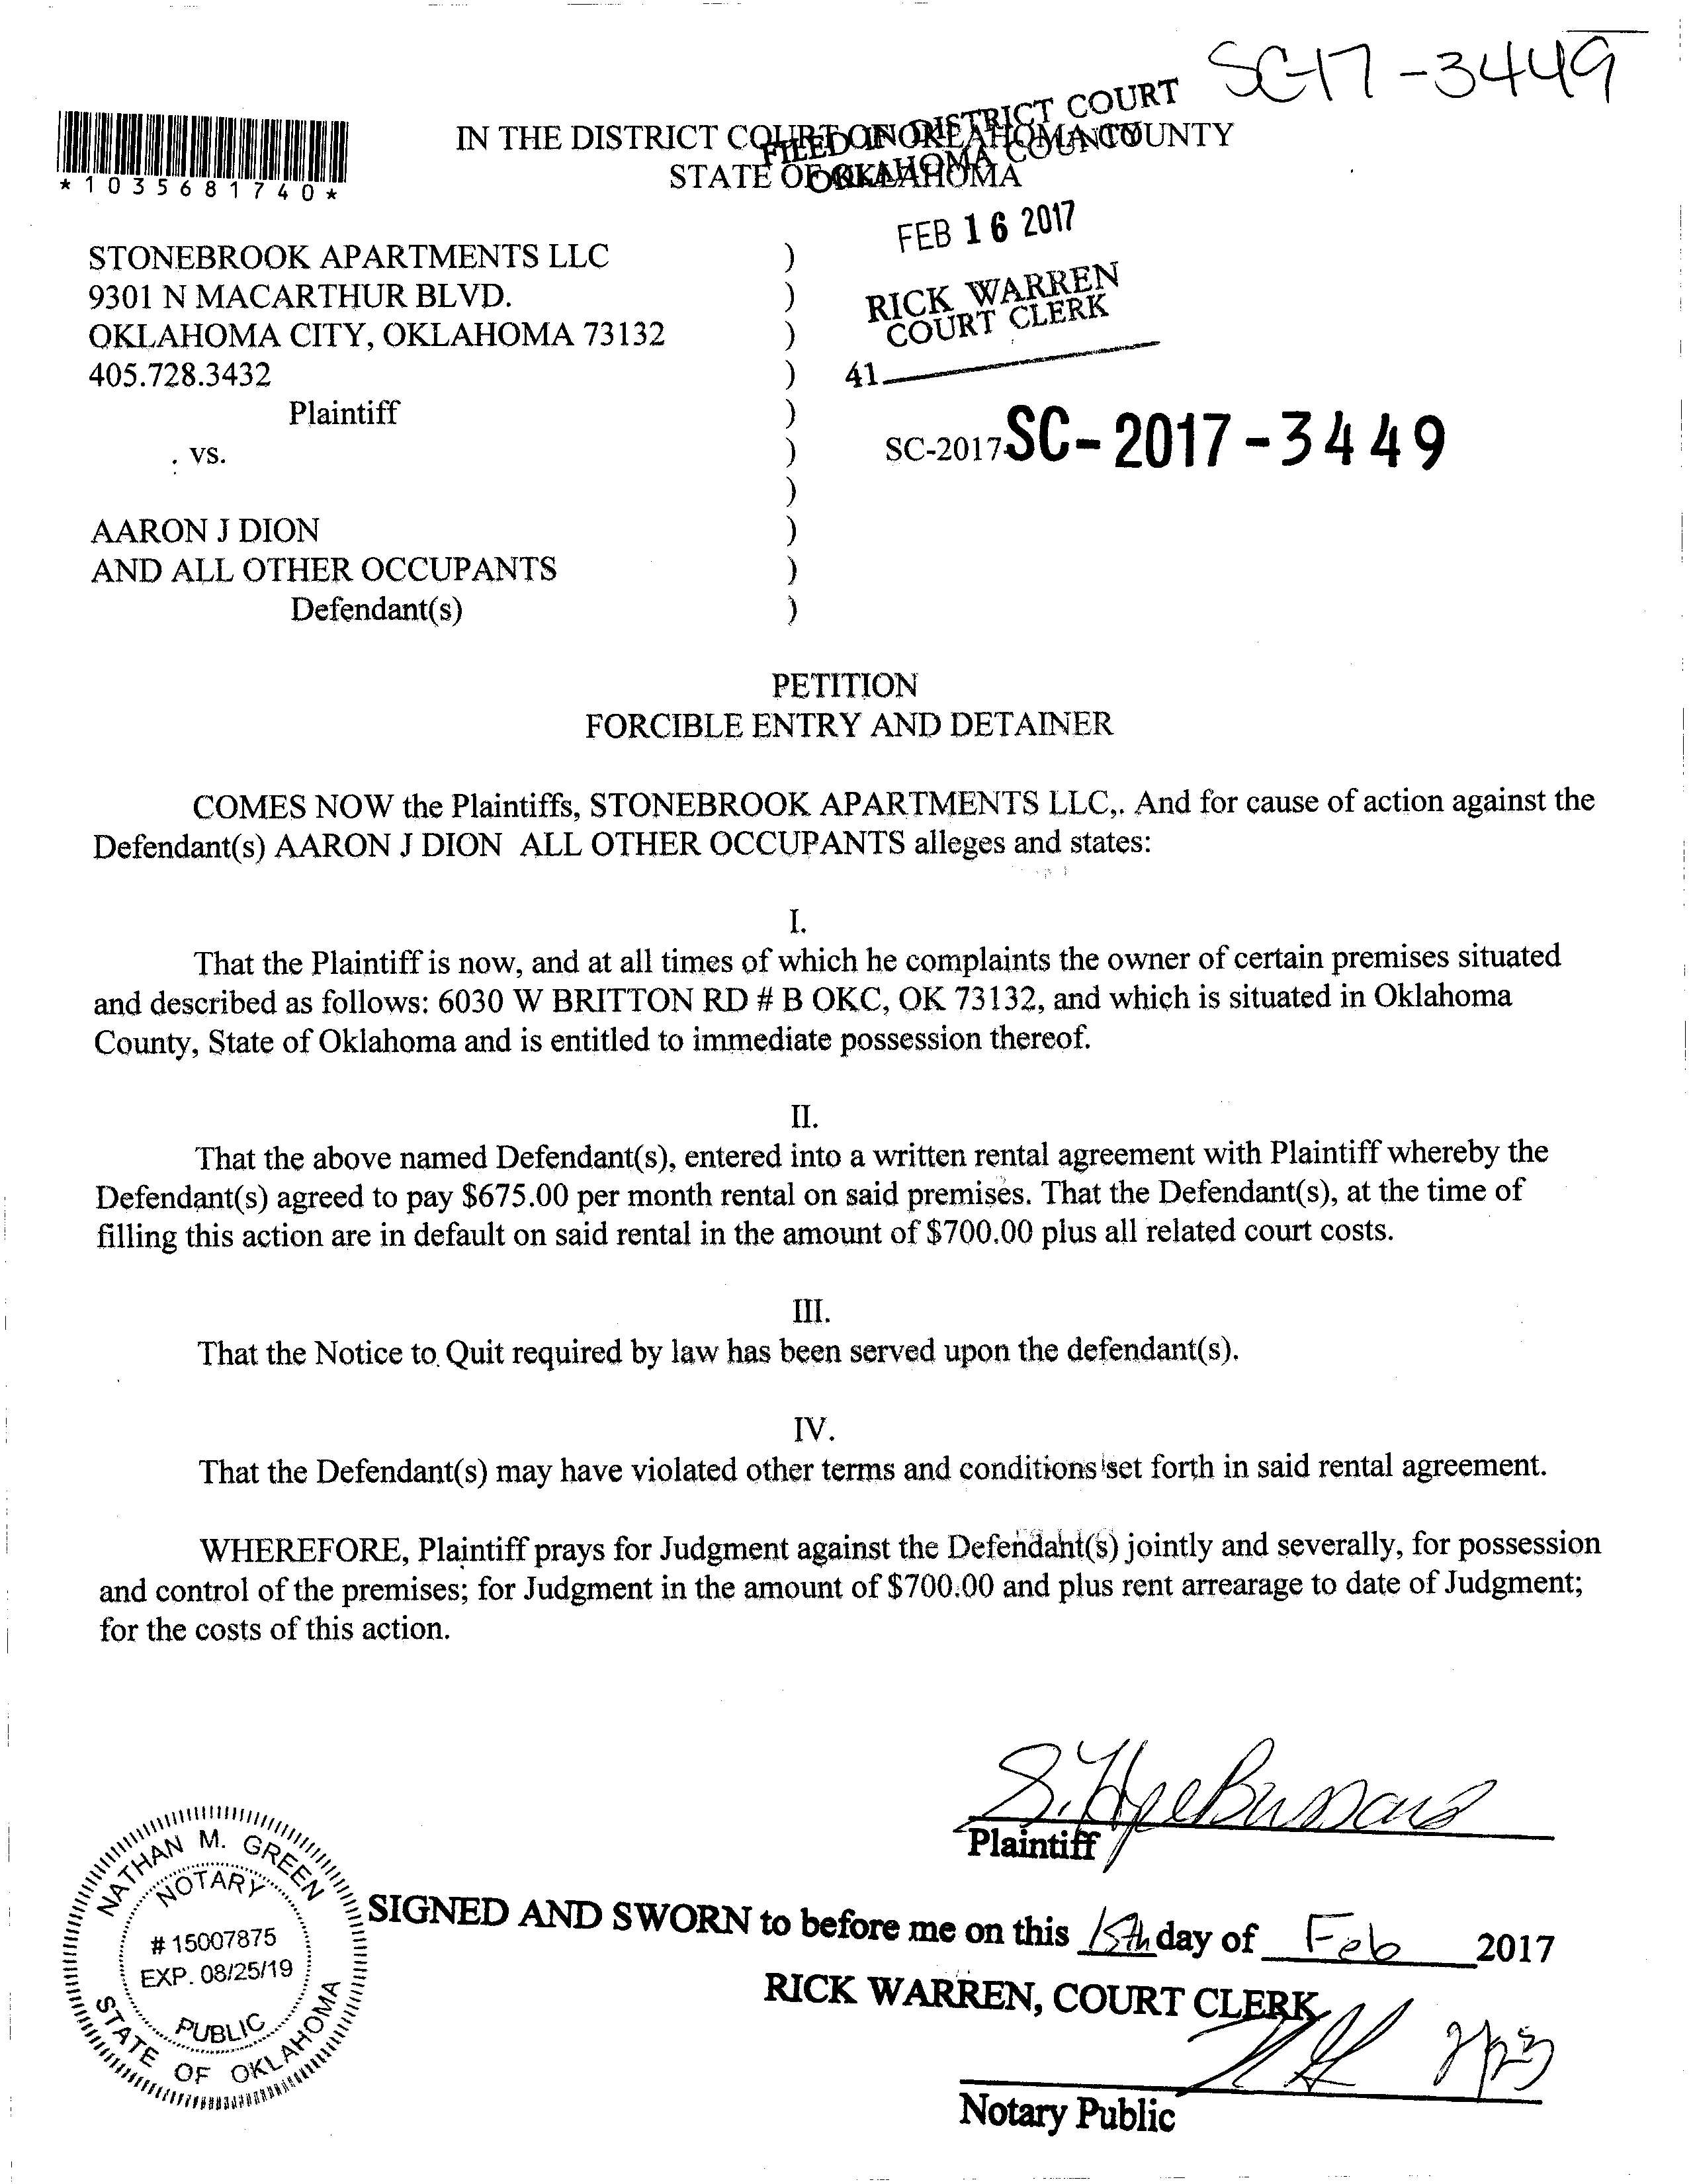 SC-17-3449
*1035681740*
IN THE DISTRICT COURT OF OKLAHOMA COUNTY
STATE OF OKLAHOMA
FILED IN DISTRICT COURT
OKLAHOMA COUNTY
FEB 16 2017
RICK WARREN
COURT CLERK
41
STONEBROOK APARTMENTS LLC )
9301 N MACARTHUR BLVD. )
OKLAHOMA CITY, OKLAHOMA 73132 )
405.728.3432 )
Plaintiff )
vs. ) SC-2017 SC-2017-3449
)
AARON J DION )
AND ALL OTHER OCCUPANTS )
Defendant(s) )
PETITION
FORCIBLE ENTRY AND DETAINER
COMES NOW the Plaintiffs, STONEBROOK APARTMENTS LLC,. And for cause of action against the
Defendant(s) AARON J DION ALL OTHER OCCUPANTS alleges and states:
I.
That the Plaintiff is now, and at all times of which he complaints the owner of certain premises situated
and described as follows: 6030 W BRITTON RD # B OKC, OK 73132, and which is situated in Oklahoma
County, State of Oklahoma and is entitled to immediate possession thereof.
II.
That the above named Defendant(s), entered into a written rental agreement with Plaintiff whereby the
Defendant(s) agreed to pay $675.00 per month rental on said premises. That the Defendant(s), at the time of
filling this action are in default on said rental in the amount of $700.00 plus all related court costs.
III.
That the Notice to Quit required by law has been served upon the defendant(s).
IV.
That the Defendant(s) may have violated other terms and conditions set forth in said rental agreement.
WHEREFORE, Plaintiff prays for Judgment against the Defendant(s) jointly and severally, for possession
and control of the premises; for Judgment in the amount of $700.00 and plus rent arrearage to date of Judgment;
for the costs of this action.
Plaintiff
SIGNED AND SWORN to before me on this 15th day of Feb 2017
RICK WARREN, COURT CLERK
Notary Public
NATHAN M. GREEN
NOTARY
# 15007875
EXP. 08/25/19
PUBLIC
STATE OF OKLAHOMA